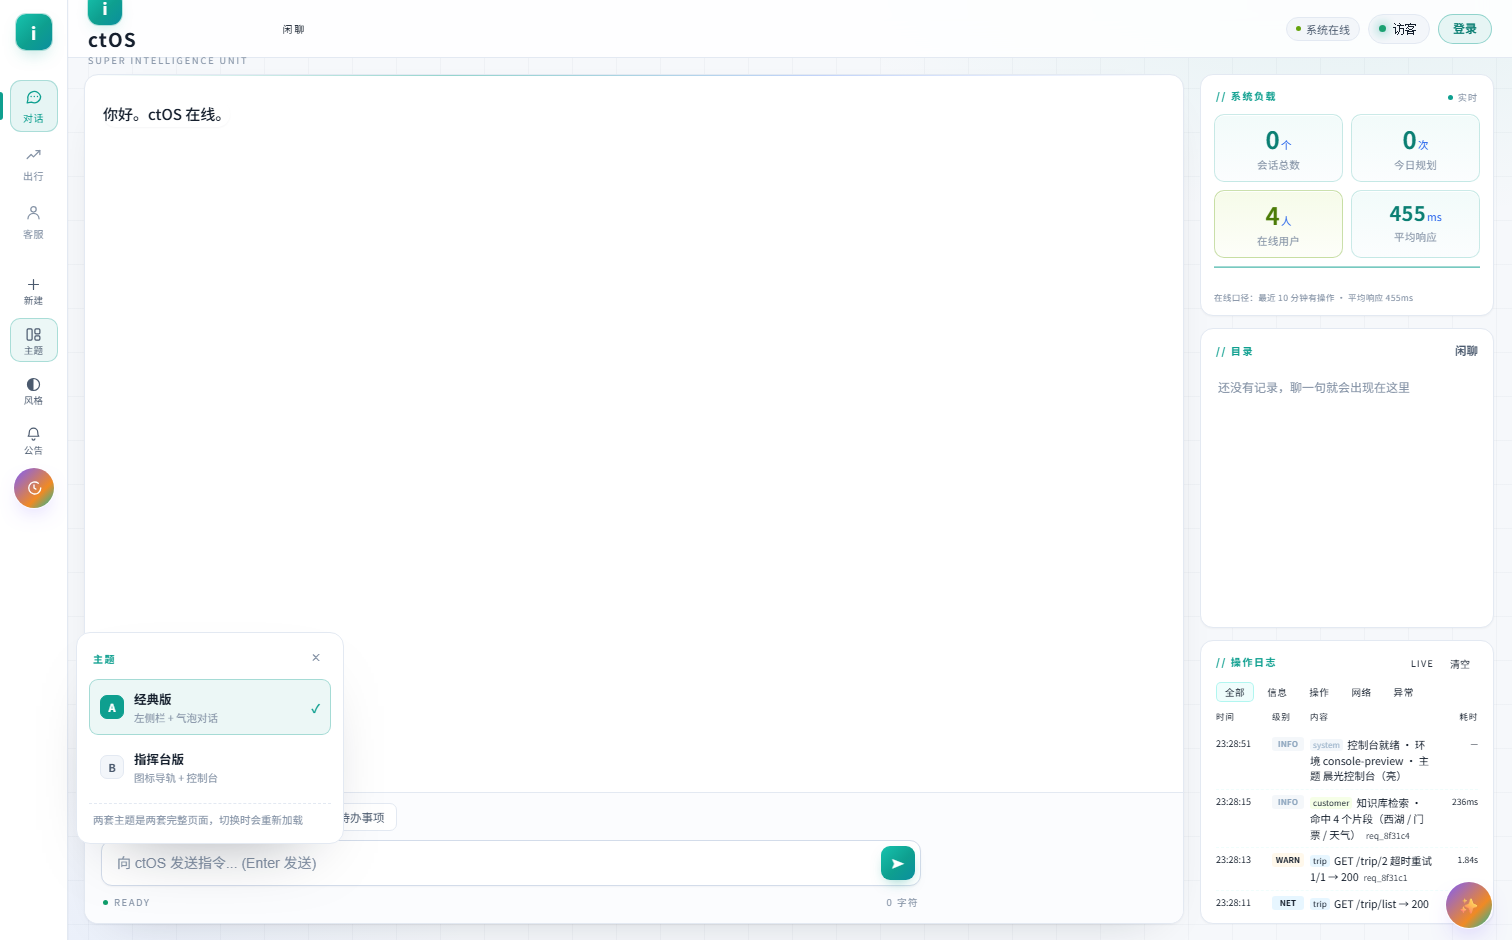 i
对话
出行
客服
新建
主题
风格
公告
i
ctOS
SUPER INTELLIGENCE UNIT
闲聊
系统在线
访客
登录
你好。ctOS 在线。
主题
×
A
经典版
左侧栏 + 气泡对话
✓
B
指挥台版
图标导轨 + 控制台
两套主题是两套完整页面，切换时会重新加载
待办事项
向 ctOS 发送指令... (Enter 发送)
READY
0 字符
// 系统负载
实时
0个
会话总数
0次
今日规划
4人
在线用户
455ms
平均响应
在线口径：最近 10 分钟有操作 · 平均响应 455ms
// 目录
闲聊
还没有记录，聊一句就会出现在这里
// 操作日志
LIVE
清空
全部 信息 操作 网络 异常
时间 级别 内容 耗时
23:28:51 INFO system 控制台就绪 · 环 —
境 console-preview · 主
题 晨光控制台（亮）
23:28:15 INFO customer 知识库检索 · 236ms
命中 4 个片段（西湖 / 门
票 / 天气） req_8f31c4
23:28:13 WARN trip GET /trip/2 超时重试 1.84s
1/1 → 200 req_8f31c1
23:28:11 NET trip GET /trip/list → 200